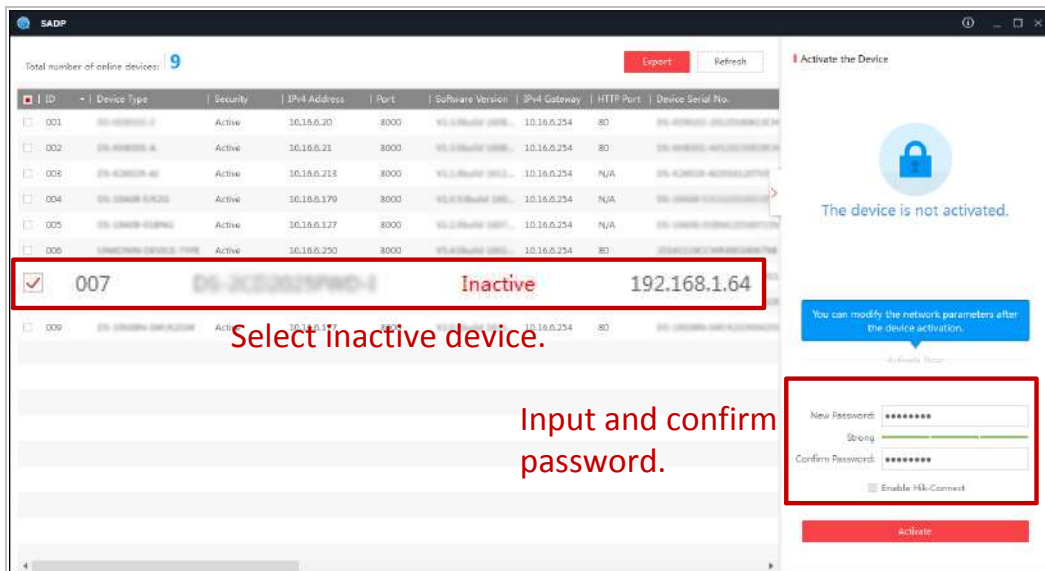 SADP
Total number of online devices: 9
Export
Refresh
ID
Device Type
Security
IPv4 Address
Port
Software Version
IPv4 Gateway
HTTP Port
Device Serial No.
001 Active 10.16.6.20 8000 10.16.6.254 80
002 Active 10.16.6.21 8000 10.16.6.254 80
003 Active 10.16.6.213 8000 10.16.6.254 N/A
004 Active 10.16.6.179 8000 10.16.6.254 N/A
005 Active 10.16.6.127 8000 10.16.6.254 N/A
006 Active 10.16.6.250 8000 10.16.6.254 80
007 Inactive 192.168.1.64
009 10.16.6.254 80
Select inactive device.
Input and confirm
password.
Activate the Device
The device is not activated.
You can modify the network parameters after
the device activation.
Activate Now
New Password:
Strong
Confirm Password:
Enable Hik-Connect
Activate